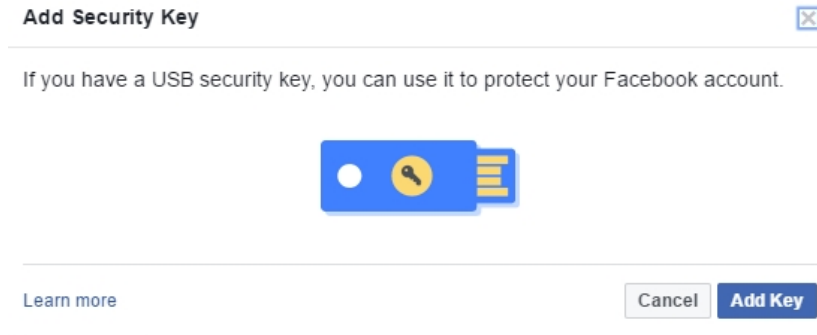 Add Security Key
If you have a USB security key, you can use it to protect your Facebook account.
Learn more
Cancel
Add Key